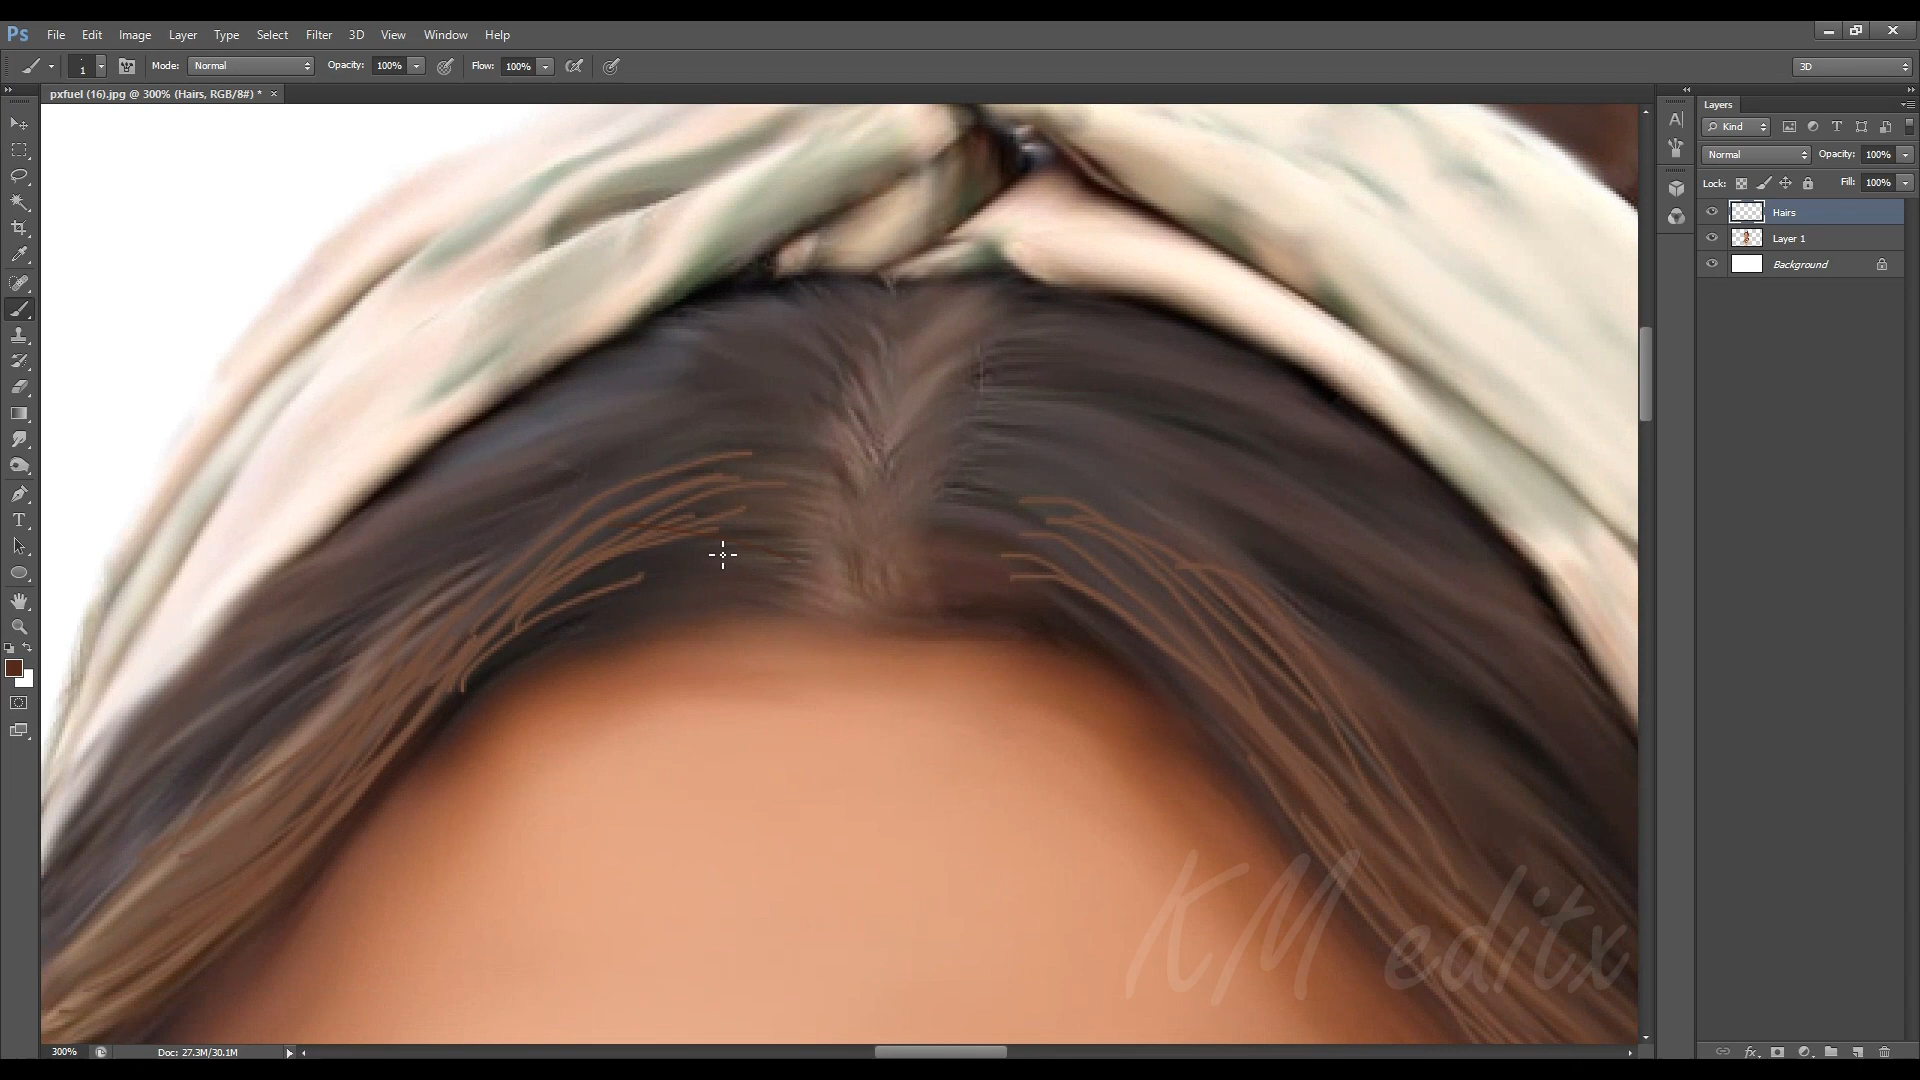 Ps File Edit Image Layer Type Select Filter 3D View Window Help
1 Mode: Normal Opacity: 100% Flow: 100% 3D
pxfuel (16).jpg @ 300% (Hairs, RGB/8#) * ×
Layers
Kind
Normal Opacity: 100%
Lock: Fill: 100%
Hairs
Layer 1
Background
KM editx
300% Doc: 27.3M/30.1M